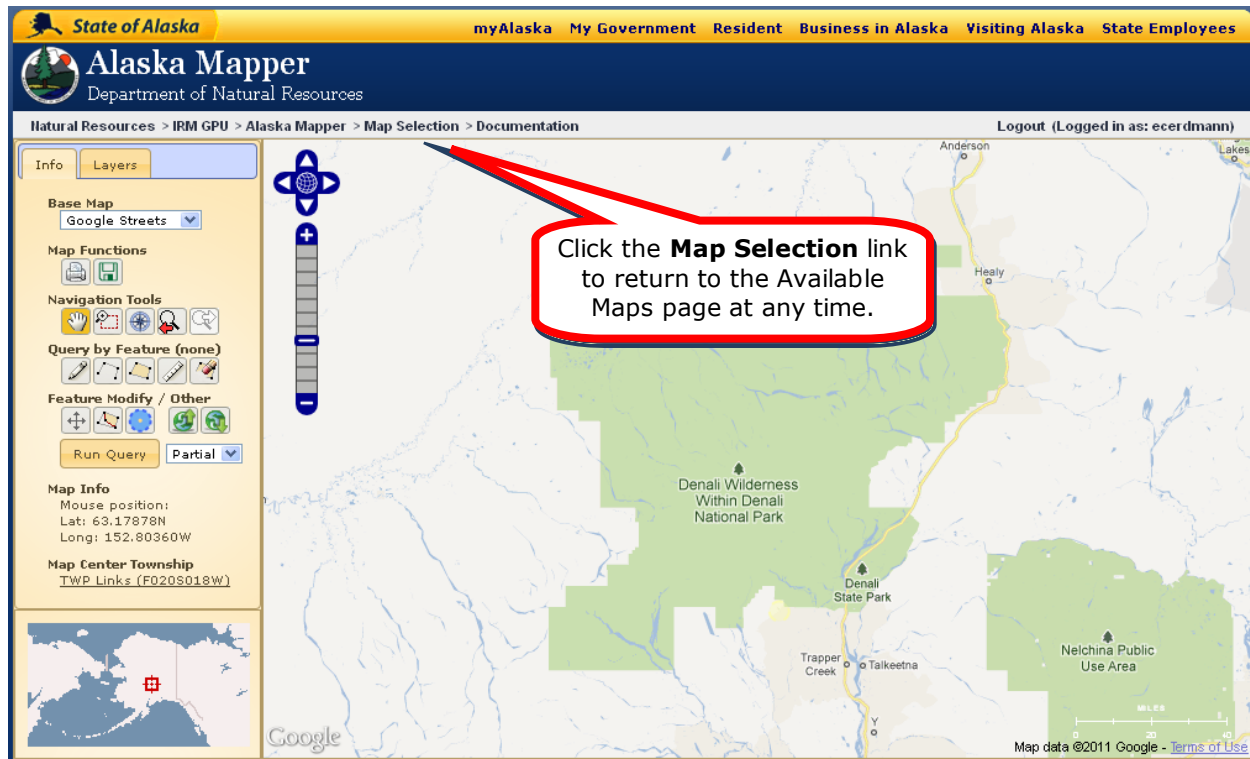 State of Alaska
myAlaska My Government Resident Business in Alaska Visiting Alaska State Employees
Alaska Mapper
Department of Natural Resources
Natural Resources > IRM GPU > Alaska Mapper > Map Selection > Documentation
Logout (Logged in as: ecerdmann)
Info
Layers
Base Map
Google Streets
Map Functions
Navigation Tools
Query by Feature (none)
Feature Modify / Other
Run Query
Partial
Map Info
Mouse position:
Lat: 63.17878N
Long: 152.80360W
Map Center Township
TWP Links (F020S018W)
Click the Map Selection link
to return to the Available
Maps page at any time.
Anderson
Lakes
Healy
Denali Wilderness
Within Denali
National Park
Denali
State Park
Trapper
Creek
Talkeetna
Nelchina Public
Use Area
Y
MILES
0 20 40
Google
Map data ©2011 Google - Terms of Use